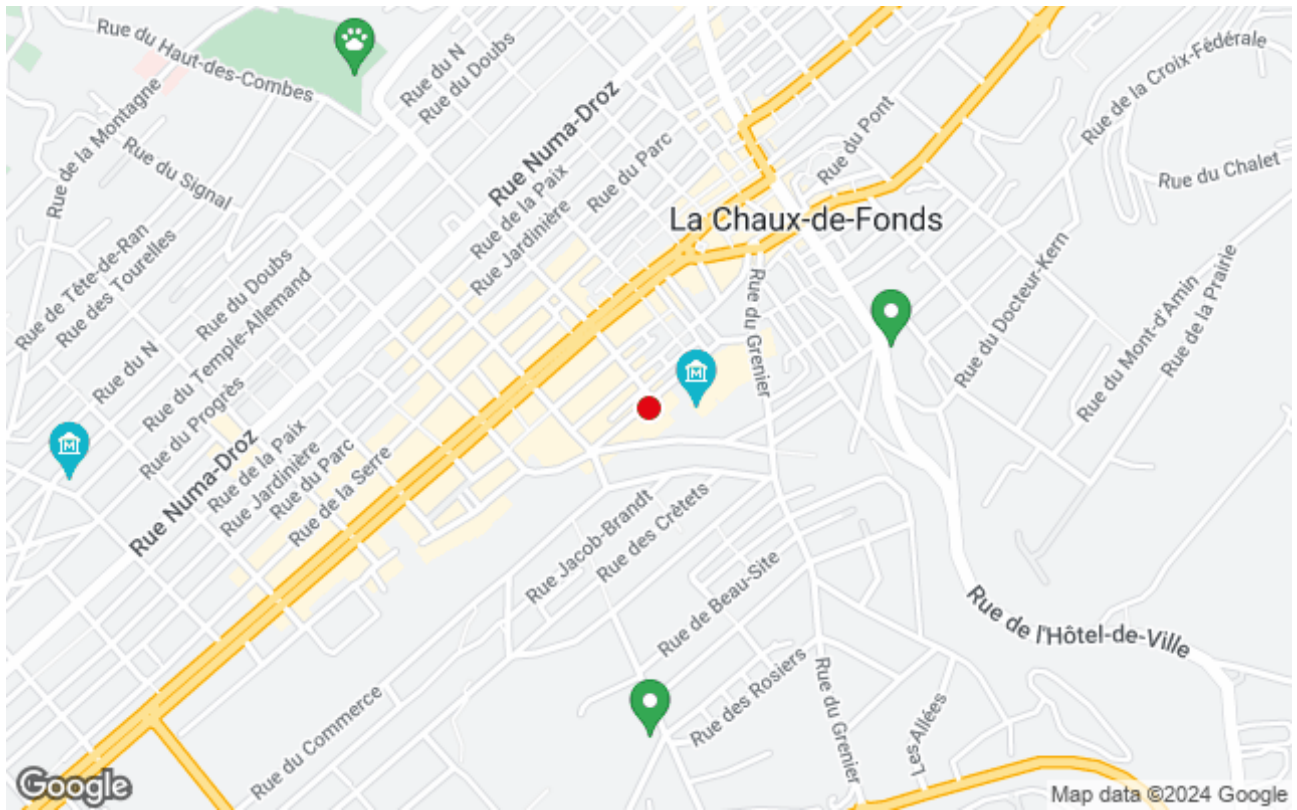 Rue du Haut-des-Combes
Rue du N
Rue du Doubs
Rue de la Montagne
Rue du Signal
Rue Numa-Droz
Rue de la Paix
Rue Jardinière
Rue du Parc
Rue du Pont
Rue de la Croix-Fédérale
Rue du Chalet
La Chaux-de-Fonds
Rue de Tête-de-Ran
Rue des Tourelles
Rue du Doubs
Rue du Temple-Allemand
Rue du N
Rue du Progrès
Rue du Grenier
Rue du Docteur-Kern
Rue du Mont-d'Amin
Rue de la Prairie
M
M
Rue Numa-Droz
Rue de la Paix
Rue Jardinière
Rue du Parc
Rue de la Serre
Rue Jacob-Brandt
Rue des Crêtets
Rue de Beau-Site
Rue de l'Hôtel-de-Ville
Rue des Rosiers
Rue du Grenier
Les Allées
Rue du Commerce
Google
Map data ©2024 Google